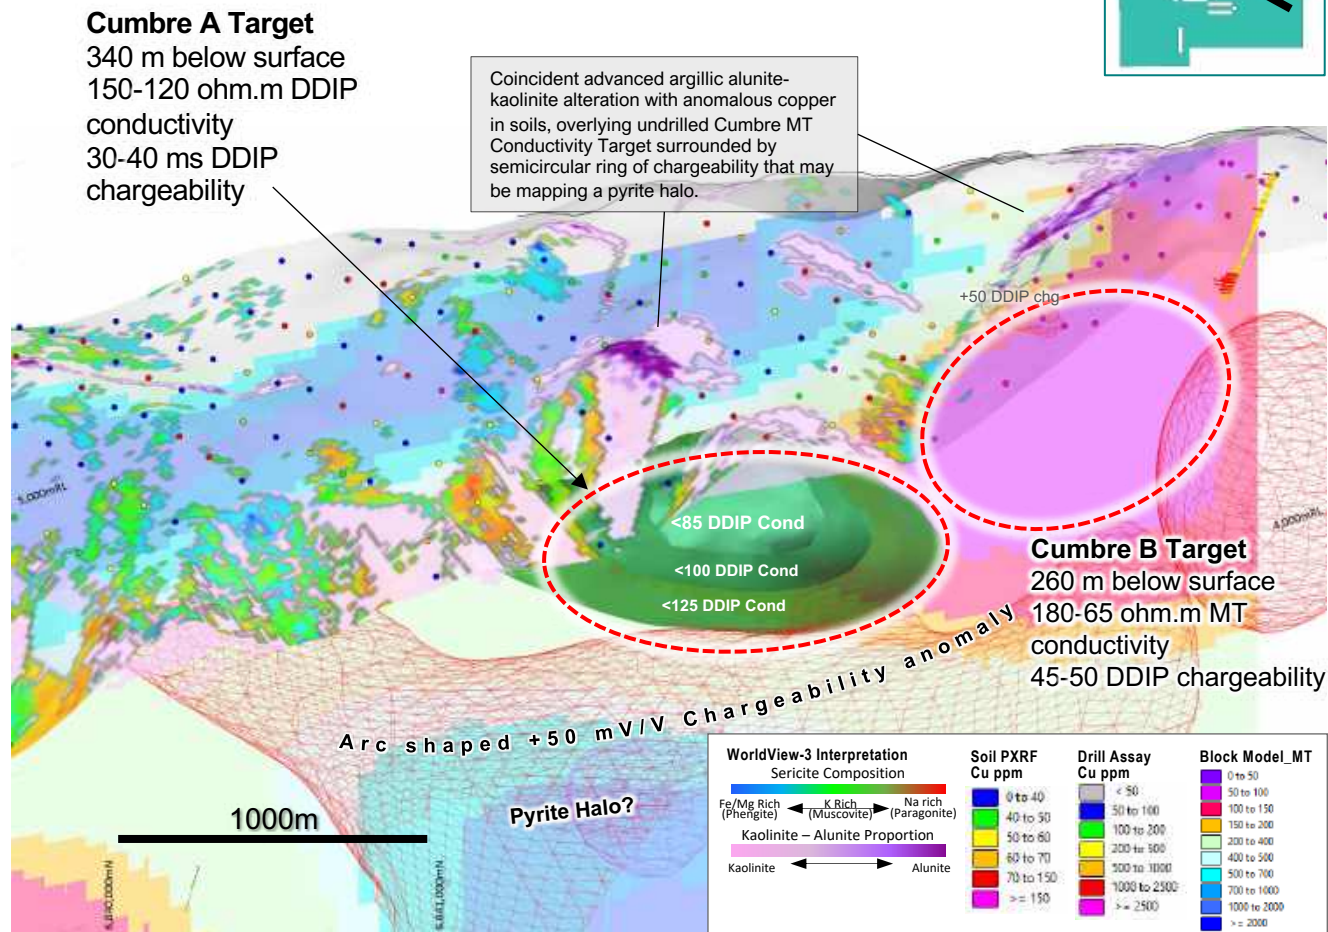 Cumbre A Target
340 m below surface
150-120 ohm.m DDIP
conductivity
30-40 ms DDIP
chargeability
Coincident advanced argillic alunite-
kaolinite alteration with anomalous copper
in soils, overlying undrilled Cumbre MT
Conductivity Target surrounded by
semicircular ring of chargeability that may
be mapping a pyrite halo.
+50 DDIP chg
5,000mRL
4,000mRL
<85 DDIP Cond
<100 DDIP Cond
<125 DDIP Cond
Cumbre B Target
260 m below surface
180-65 ohm.m MT
conductivity
45-50 DDIP chargeability
Arc shaped +50 mV/V Chargeability anomaly
Pyrite Halo?
1000m
WorldView-3 Interpretation
Sericite Composition
Fe/Mg Rich
(Phengite)
K Rich
(Muscovite)
Na rich
(Paragonite)
Kaolinite – Alunite Proportion
Kaolinite
Alunite
Soil PXRF
Cu ppm
0 to 40
40 to 50
50 to 60
60 to 70
70 to 150
>= 150
Drill Assay
Cu ppm
< 50
50 to 100
100 to 200
200 to 500
500 to 1000
1000 to 2500
>= 2500
Block Model_MT
0 to 50
50 to 100
100 to 150
150 to 200
200 to 400
400 to 500
500 to 700
700 to 1000
1000 to 2000
>= 2000